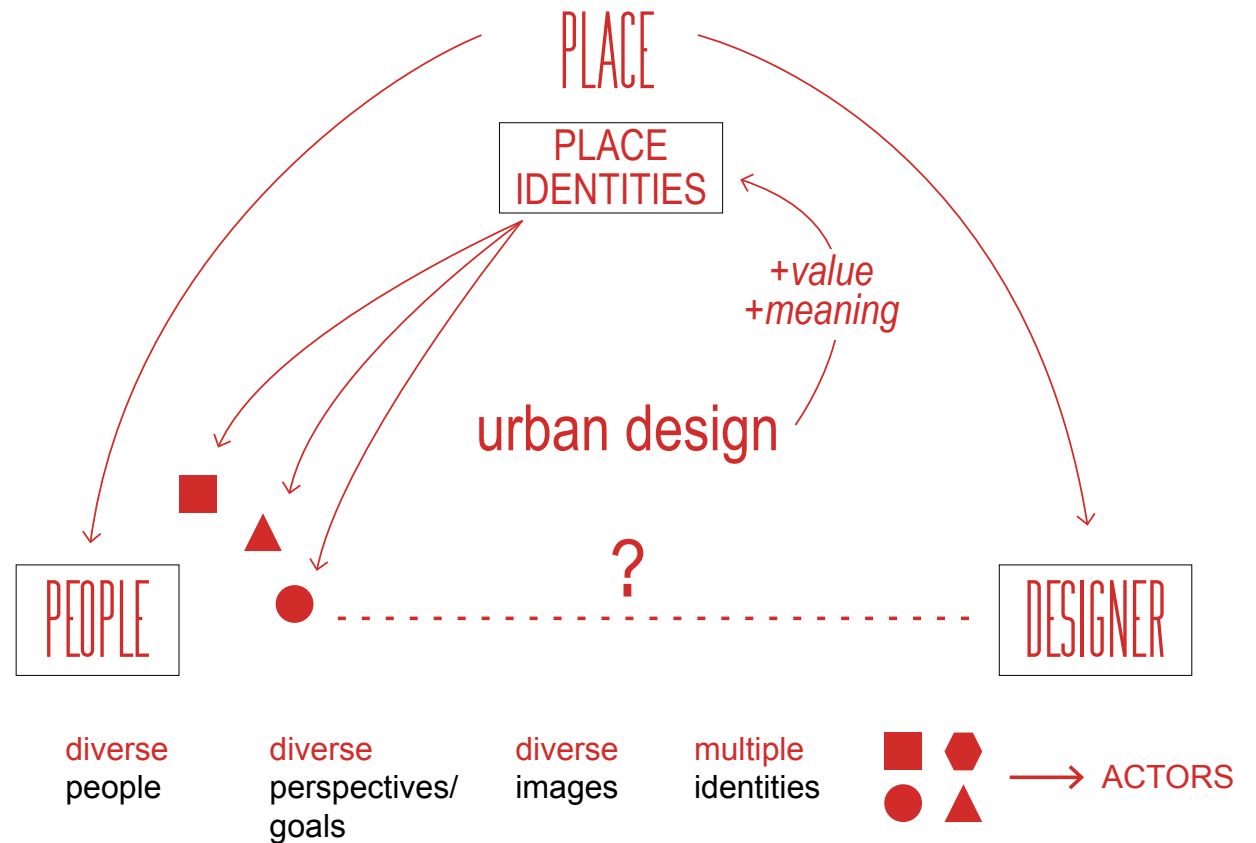 PLACE
PLACE
IDENTITIES
+value
+meaning
urban design
?
PEOPLE
DESIGNER
diverse
people
diverse
perspectives/
goals
diverse
images
multiple
identities
ACTORS